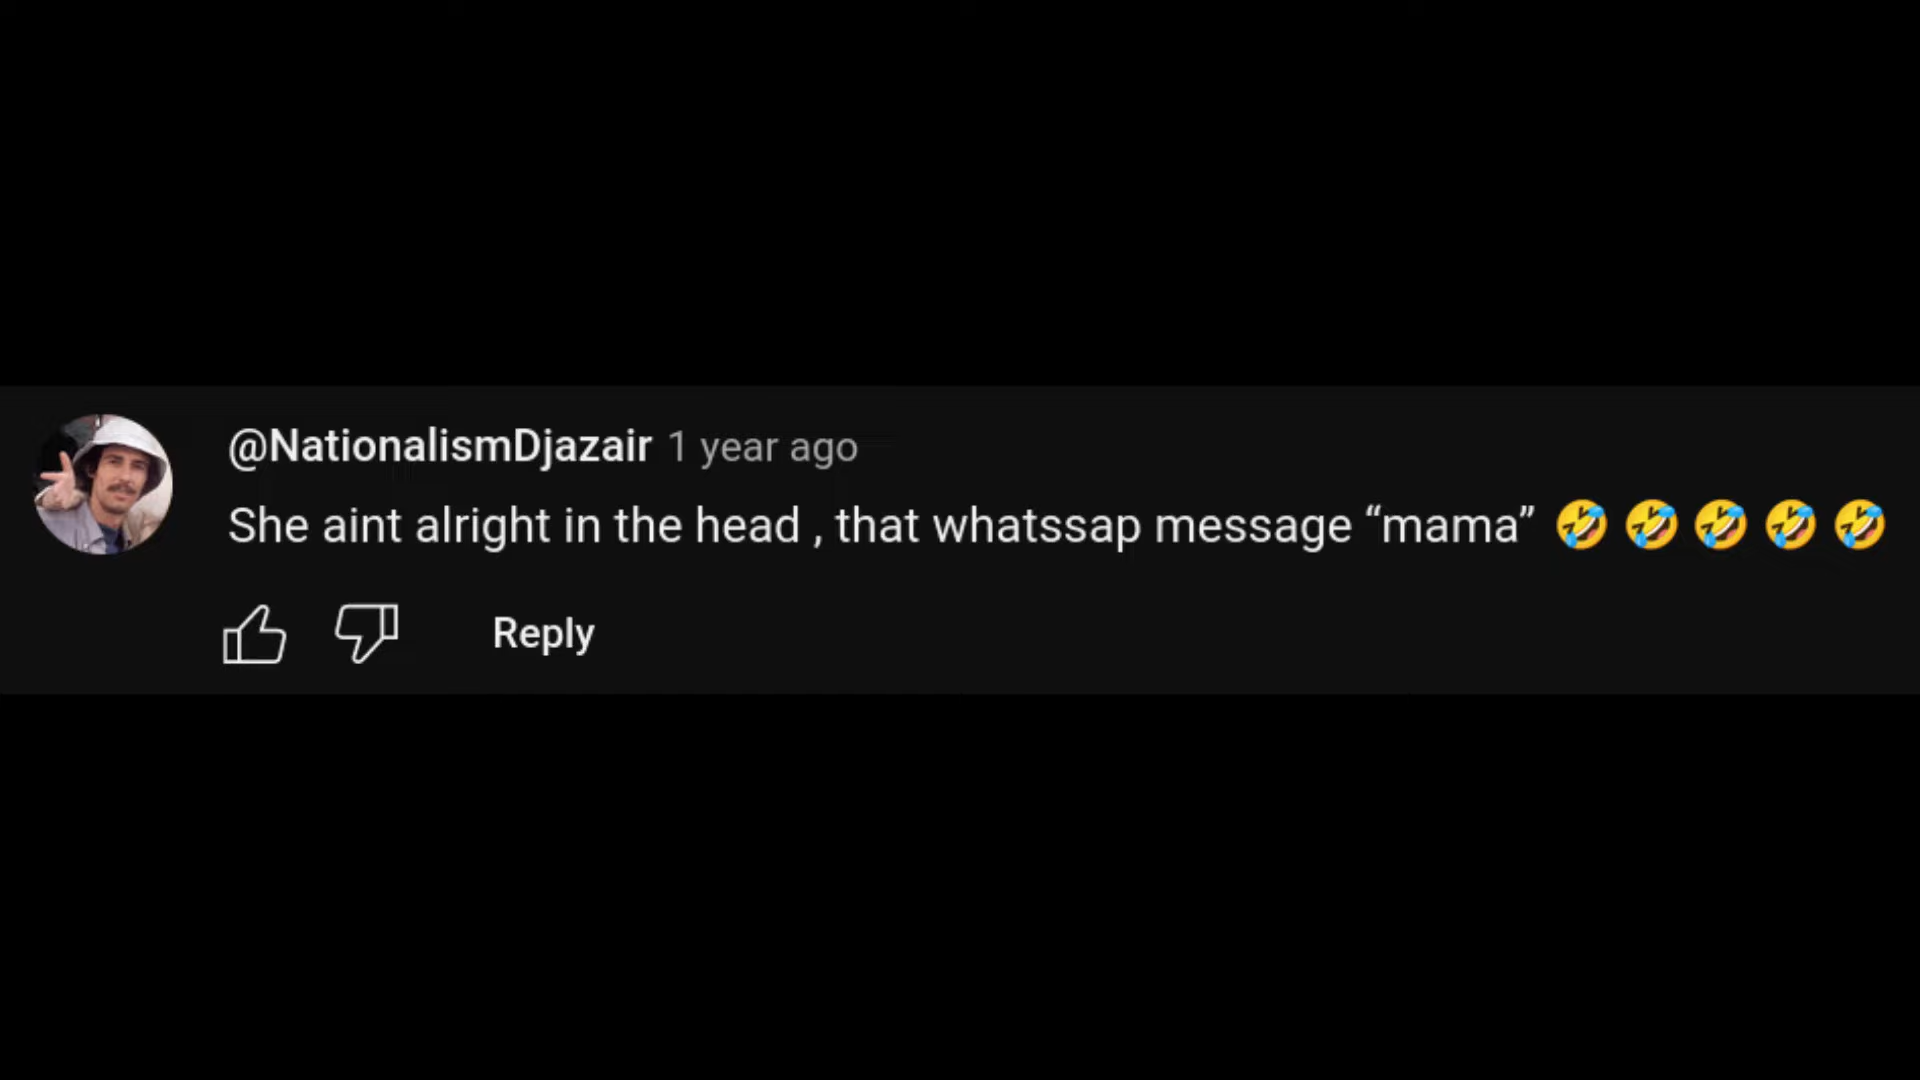 @NationalismDjazair 1 year ago
She aint alright in the head , that whatssap message “mama” 🤣 🤣 🤣 🤣 🤣
Reply